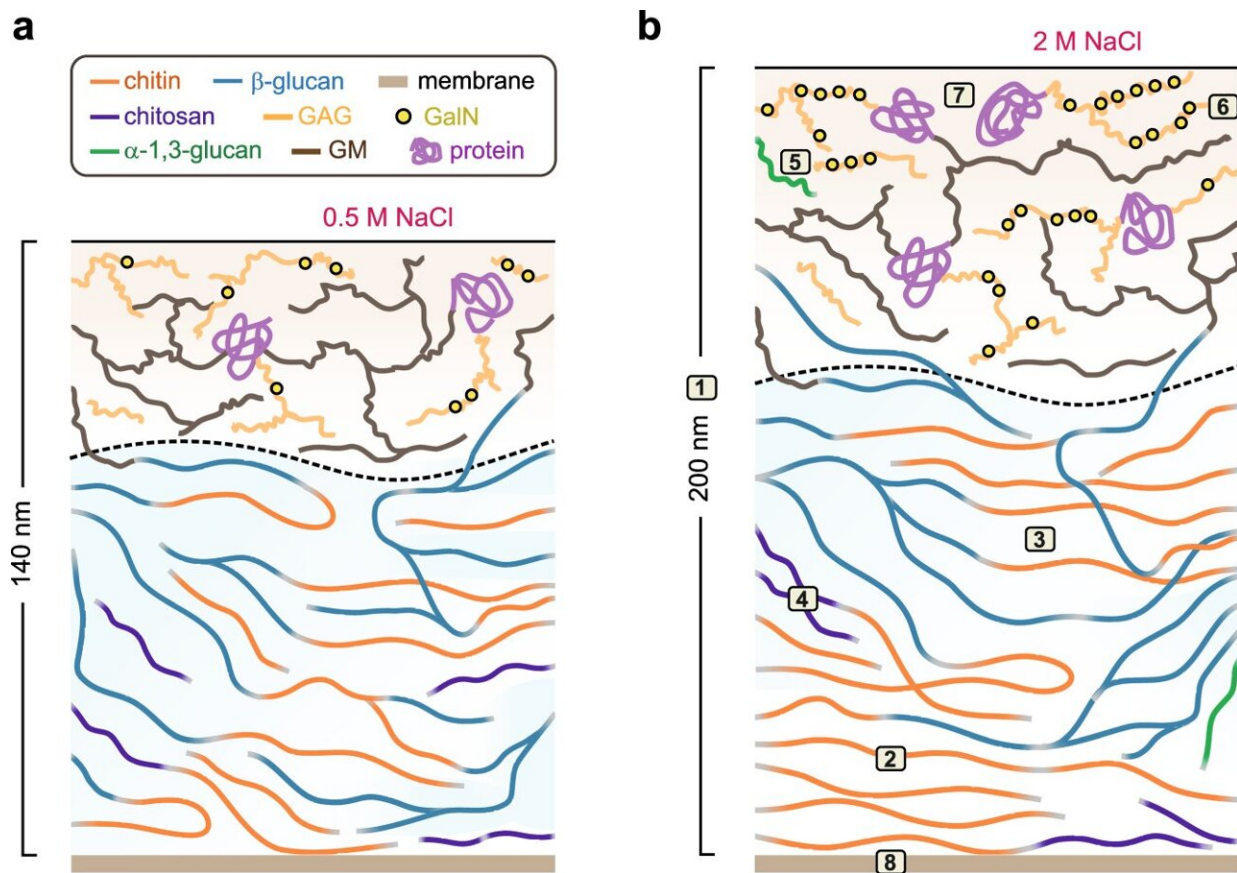 a
chitin β-glucan membrane
chitosan GAG GalN
α-1,3-glucan GM protein
0.5 M NaCl
140 nm
b
2 M NaCl
7
6
5
1
200 nm
3
4
2
8